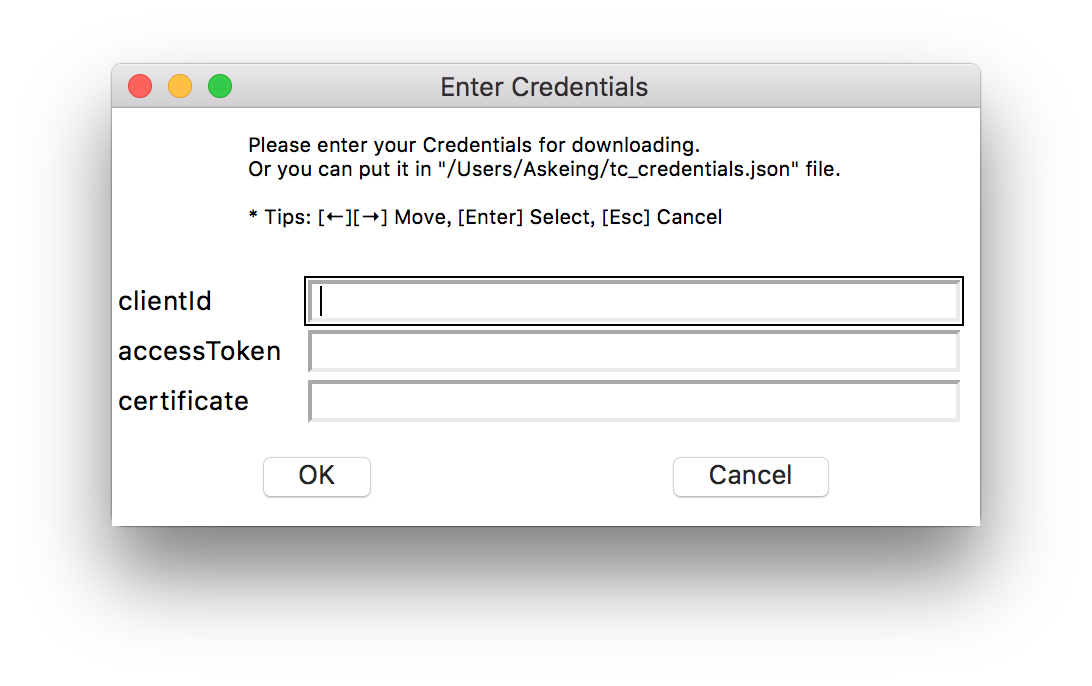 Enter Credentials
Please enter your Credentials for downloading.
Or you can put it in "/Users/Askeing/tc_credentials.json" file.
* Tips: [←][→] Move, [Enter] Select, [Esc] Cancel
clientId
accessToken
certificate
OK
Cancel